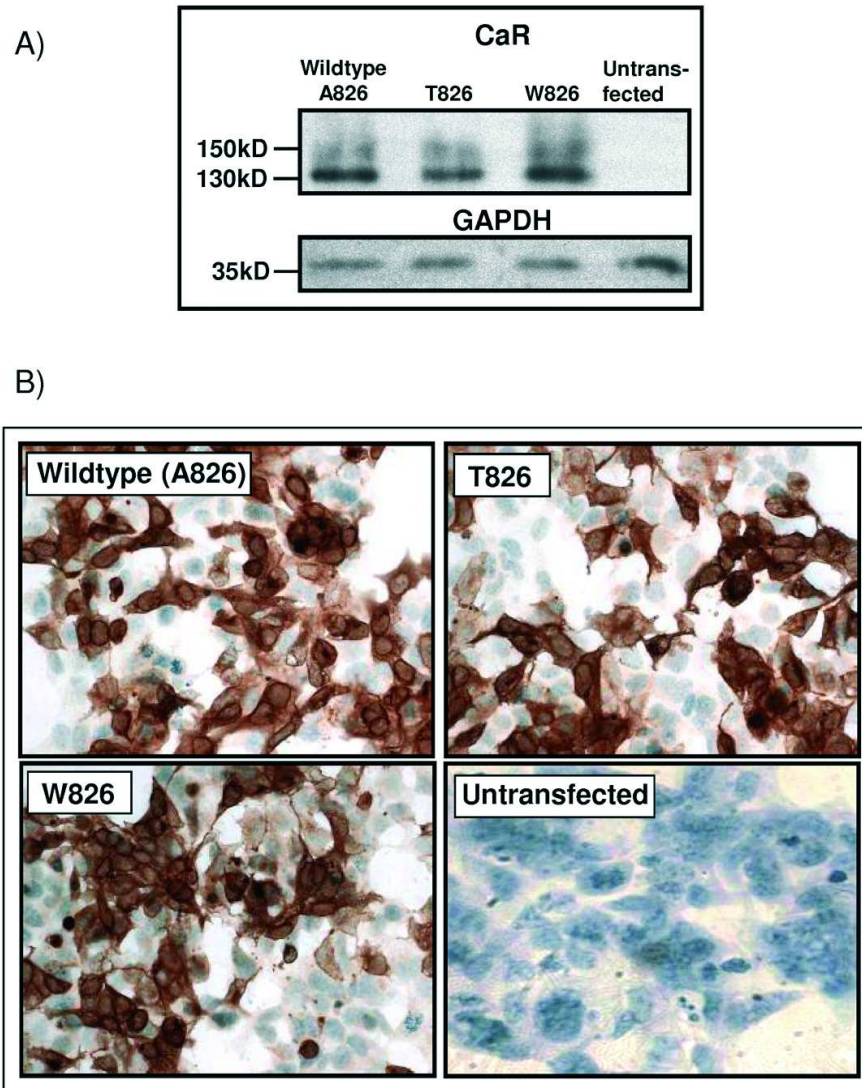 A)
CaR
Wildtype A826
T826
W826
Untrans-
fected
150kD
130kD
GAPDH
35kD
B)
Wildtype (A826)
T826
W826
Untransfected